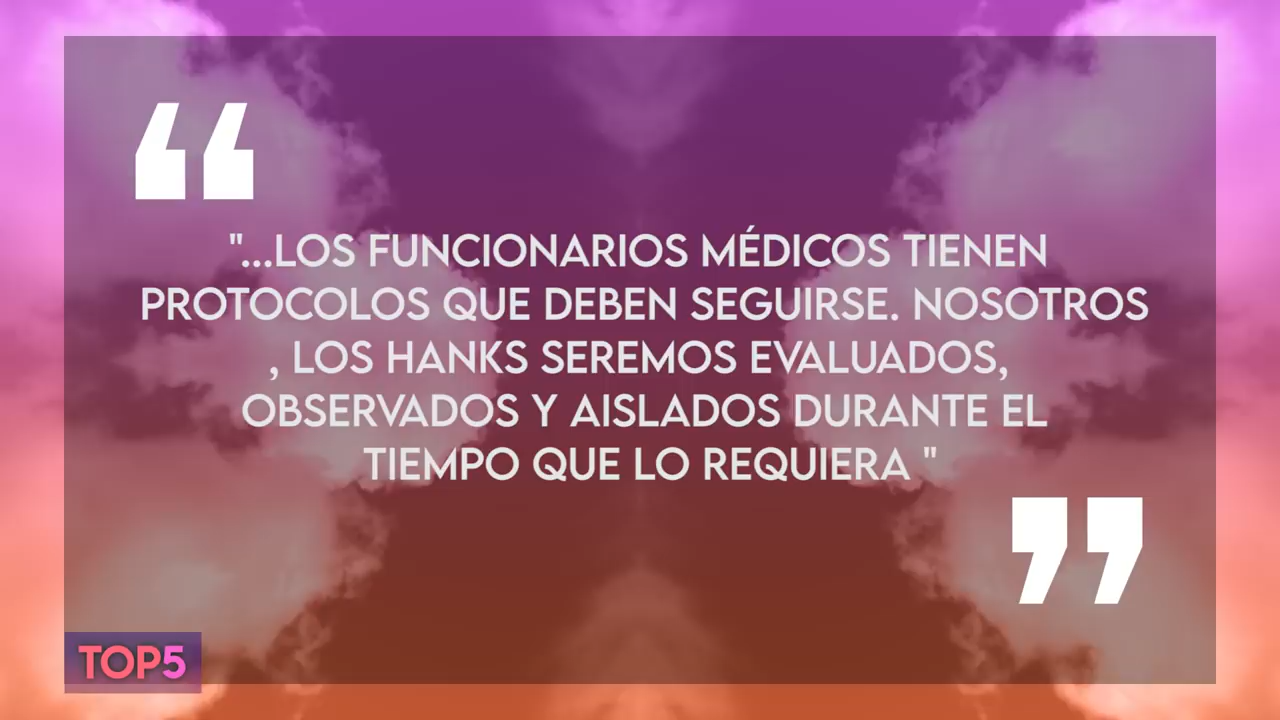 “
"...LOS FUNCIONARIOS MÉDICOS TIENEN
PROTOCOLOS QUE DEBEN SEGUIRSE. NOSOTROS
, LOS HANKS SEREMOS EVALUADOS,
OBSERVADOS Y AISLADOS DURANTE EL
TIEMPO QUE LO REQUIERA "
”
TOP5